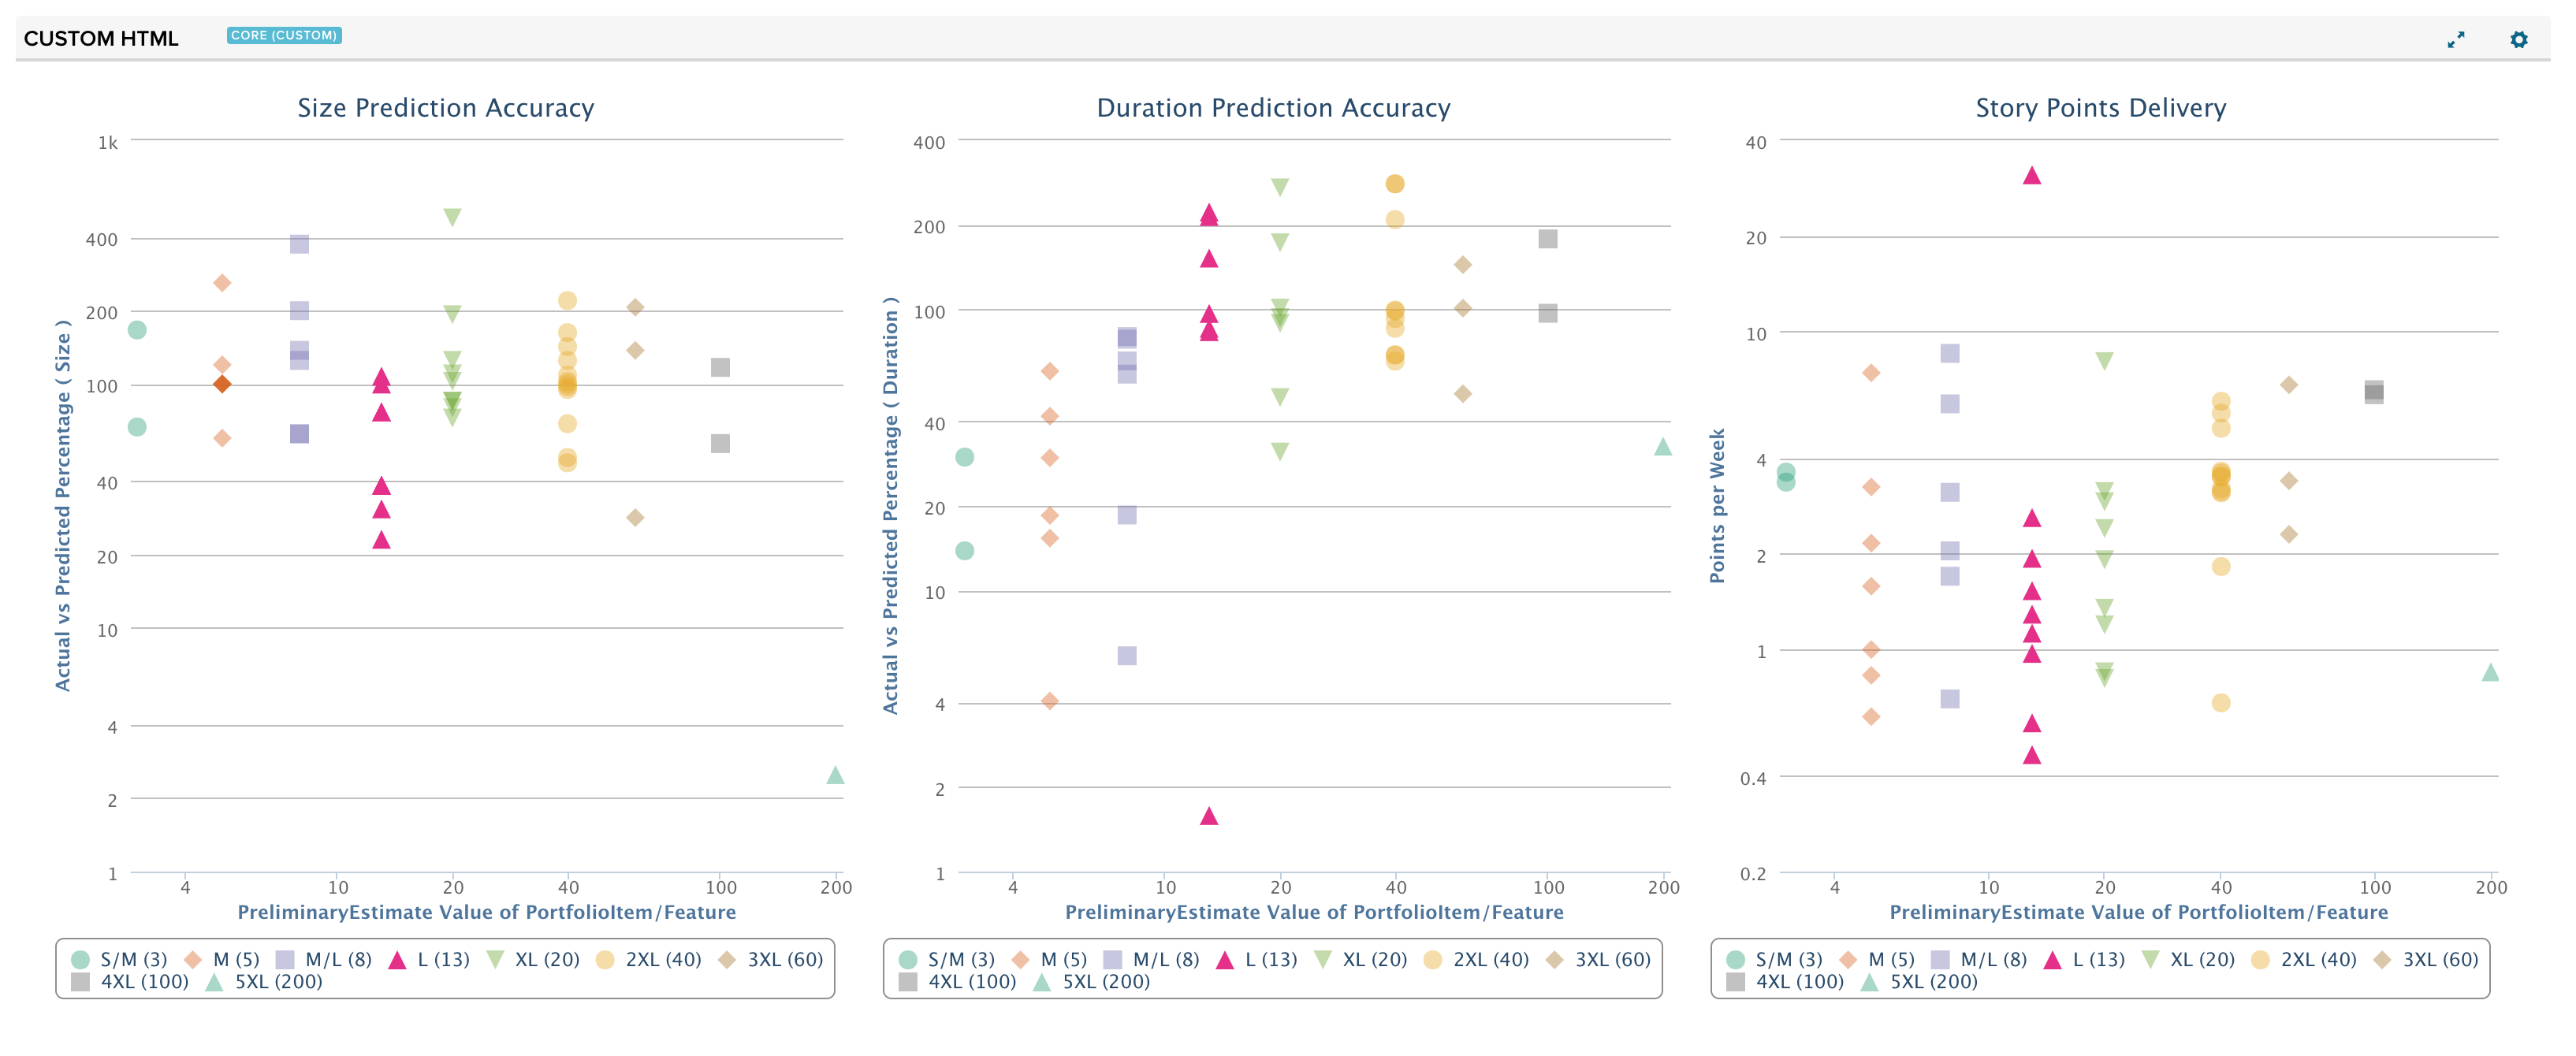 CUSTOM HTML CORE (CUSTOM)
Size Prediction Accuracy
Actual vs Predicted Percentage ( Size )
1k
400
200
100
40
20
10
4
2
1
4 10 20 40 100 200
PreliminaryEstimate Value of PortfolioItem/Feature
S/M (3) M (5) M/L (8) L (13) XL (20) 2XL (40) 3XL (60)
4XL (100) 5XL (200)
Duration Prediction Accuracy
Actual vs Predicted Percentage ( Duration )
400
200
100
40
20
10
4
2
1
4 10 20 40 100 200
PreliminaryEstimate Value of PortfolioItem/Feature
S/M (3) M (5) M/L (8) L (13) XL (20) 2XL (40) 3XL (60)
4XL (100) 5XL (200)
Story Points Delivery
Points per Week
40
20
10
4
2
1
0.4
0.2
4 10 20 40 100 200
PreliminaryEstimate Value of PortfolioItem/Feature
S/M (3) M (5) M/L (8) L (13) XL (20) 2XL (40) 3XL (60)
4XL (100) 5XL (200)